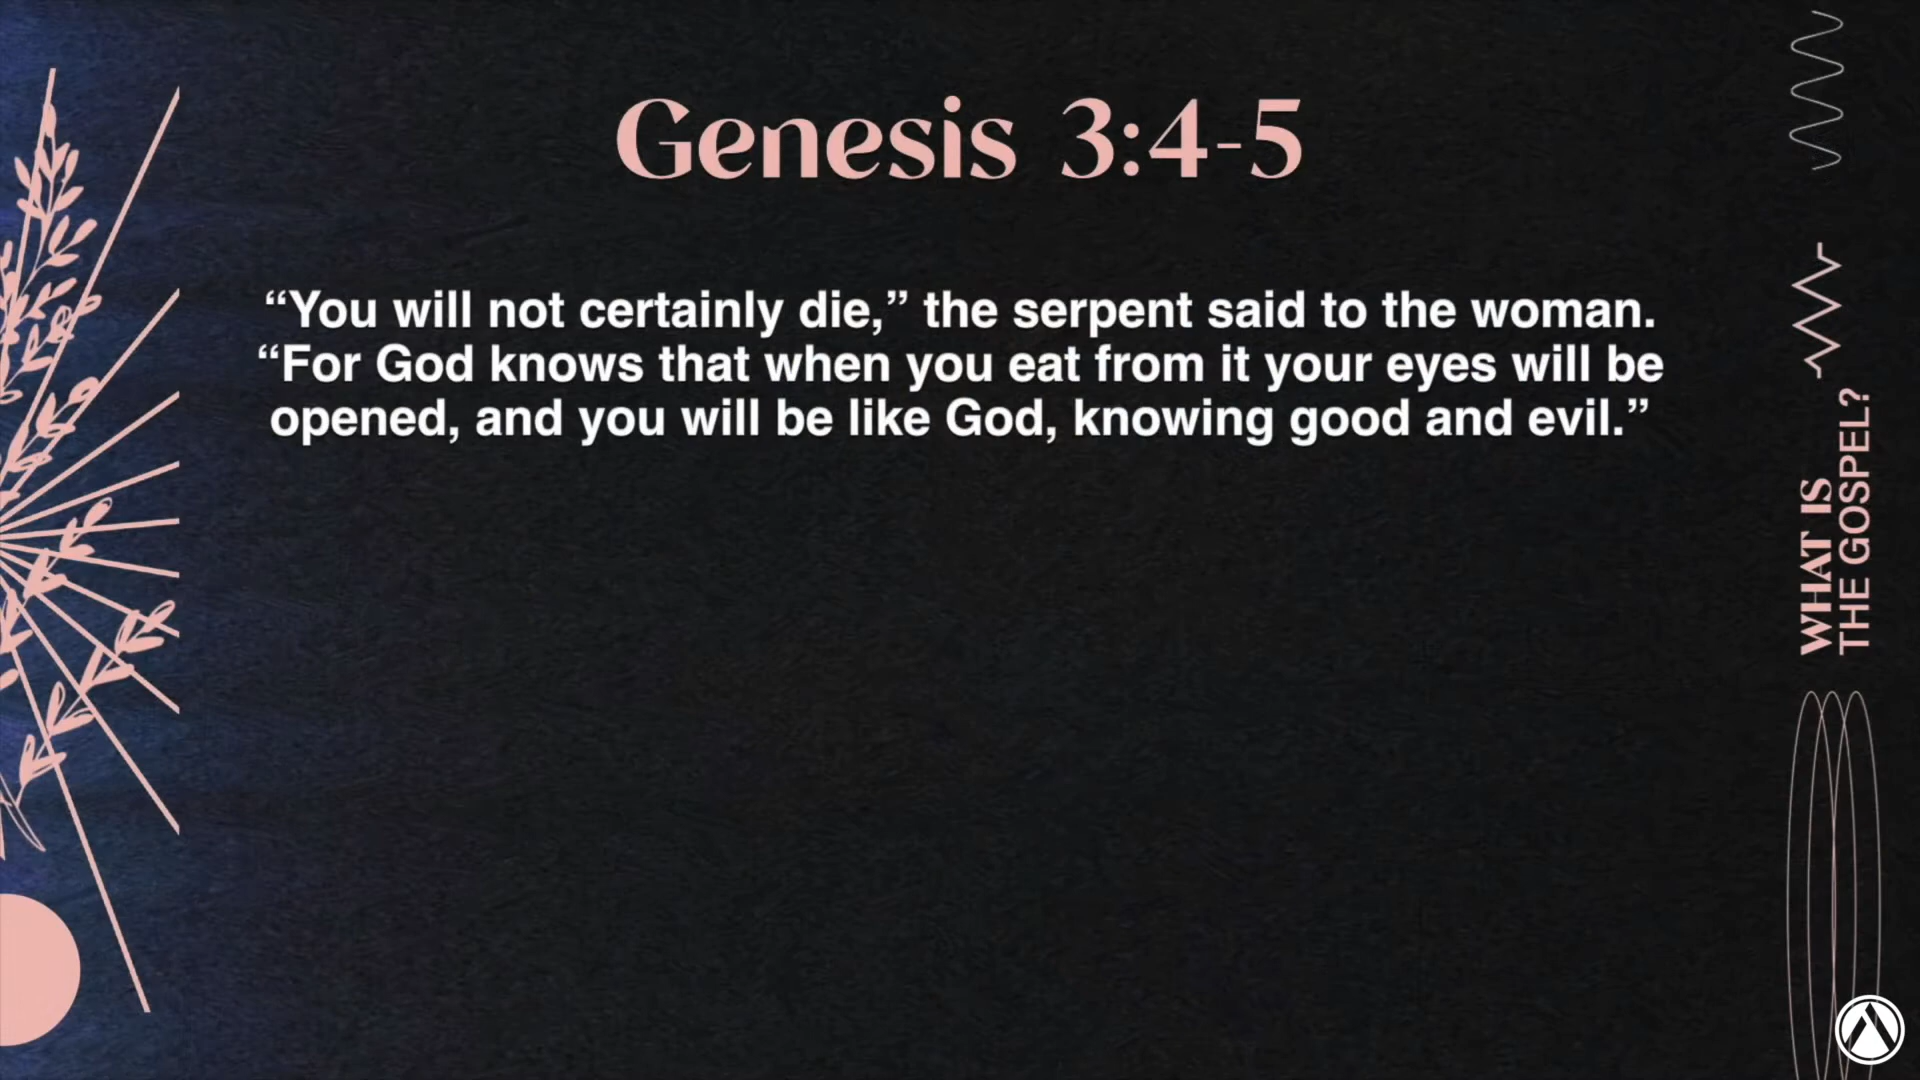 Genesis 3:4-5
“You will not certainly die,” the serpent said to the woman.
“For God knows that when you eat from it your eyes will be
opened, and you will be like God, knowing good and evil.”
WHAT IS
THE GOSPEL?